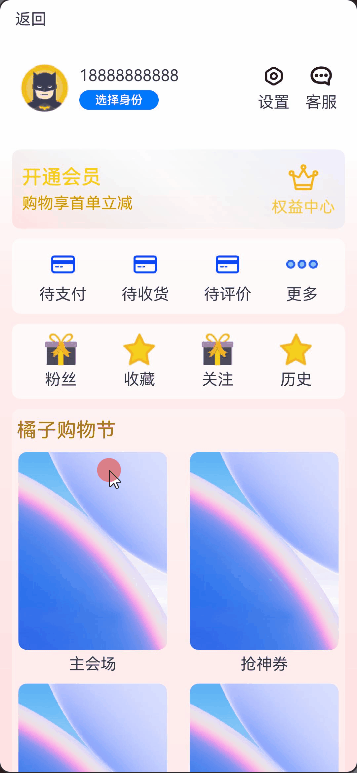 返回
18888888888
选择身份
设置
客服
开通会员
购物享首单立减
权益中心
待支付
待收货
待评价
更多
粉丝
收藏
关注
历史
橘子购物节
主会场
抢神券